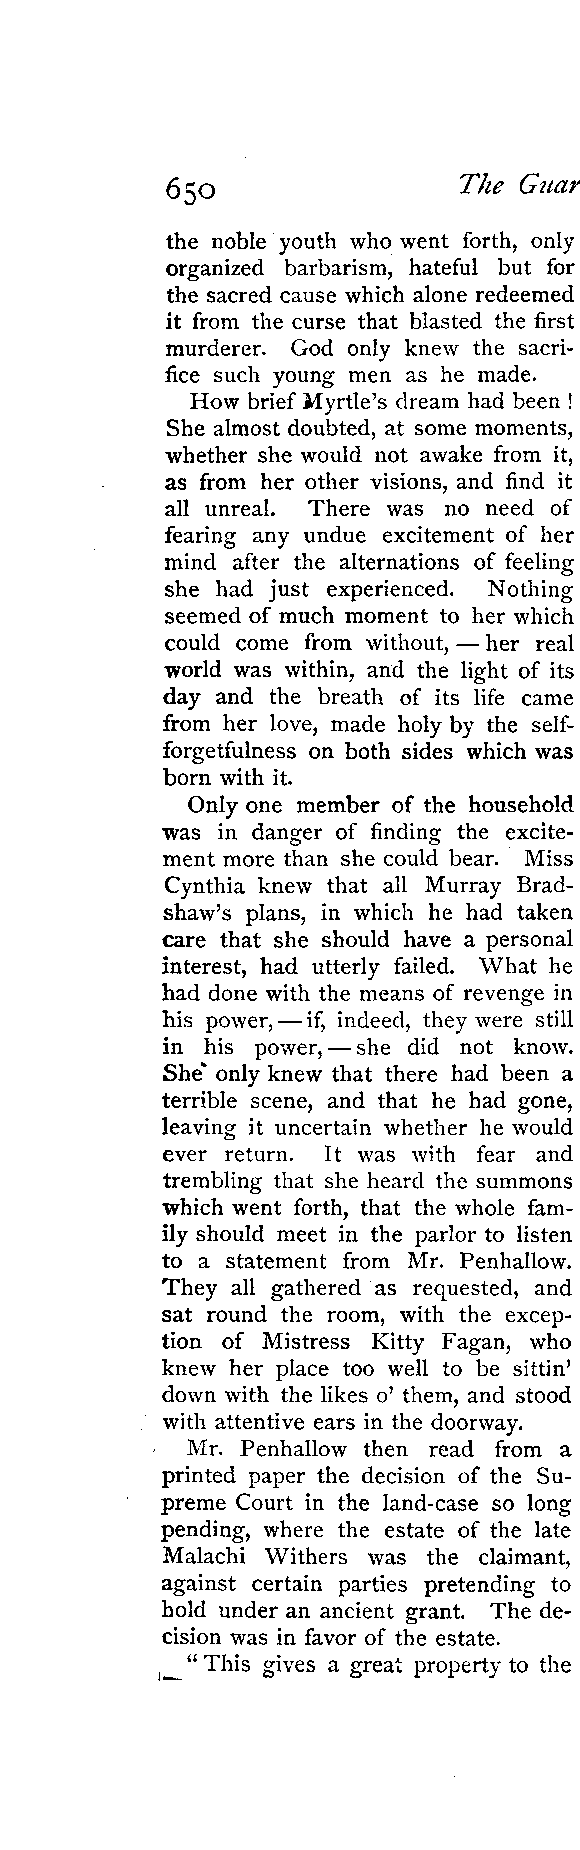 650 The Guar
the noble youth who went forth, only
organized barbarism, hateful but for
the sacred cause which alone redeemed
it from the curse that blasted the first
murderer. God only knew the sacri-
fice such young men as he made.
How brief Myrtle's dream had been !
She almost doubted, at some moments,
whether she would not awake from it,
as from her other visions, and find it
all unreal. There was no need of
fearing any undue excitement of her
mind after the alternations of feeling
she had just experienced. Nothing
seemed of much moment to her which
could come from without, — her real
world was within, and the light of its
day and the breath of its life came
from her love, made holy by the self-
forgetfulness on both sides which was
born with it.
Only one member of the household
was in danger of finding the excite-
ment more than she could bear. Miss
Cynthia knew that all Murray Brad-
shaw's plans, in which he had taken
care that she should have a personal
interest, had utterly failed. What he
had done with the means of revenge in
his power, — if, indeed, they were still
in his power, — she did not know.
She only knew that there had been a
terrible scene, and that he had gone,
leaving it uncertain whether he would
ever return. It was with fear and
trembling that she heard the summons
which went forth, that the whole fam-
ily should meet in the parlor to listen
to a statement from Mr. Penhallow.
They all gathered as requested, and
sat round the room, with the excep-
tion of Mistress Kitty Fagan, who
knew her place too well to be sittin'
down with the likes o' them, and stood
with attentive ears in the doorway.
Mr. Penhallow then read from a
printed paper the decision of the Su-
preme Court in the land-case so long
pending, where the estate of the late
Malachi Withers was the claimant,
against certain parties pretending to
hold under an ancient grant. The de-
cision was in favor of the estate.
" This gives a great property to the